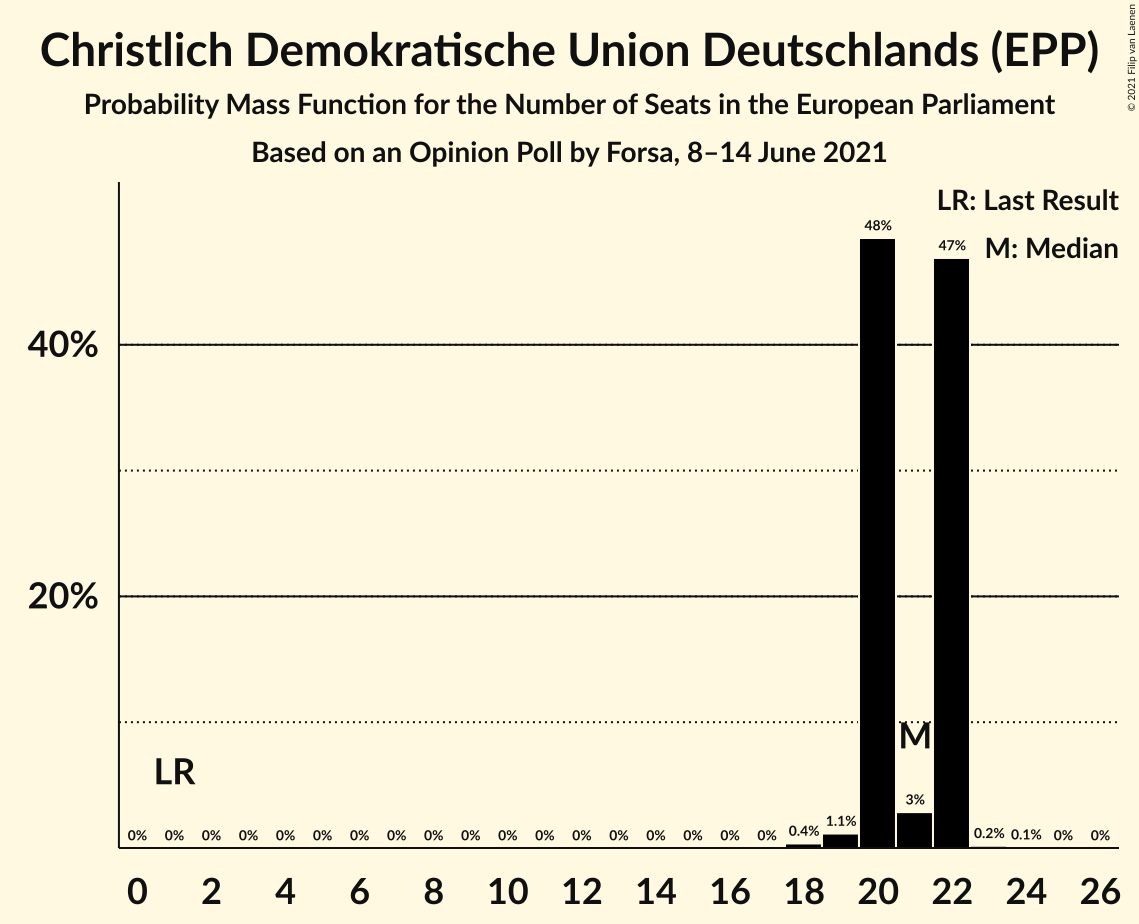 Christlich Demokratische Union Deutschlands (EPP)
Probability Mass Function for the Number of Seats in the European Parliament
Based on an Opinion Poll by Forsa, 8–14 June 2021
© 2021 Filip van Laenen
LR: Last Result
M: Median
48%
47%
40%
20%
M
LR
0% 0% 0% 0% 0% 0% 0% 0% 0% 0% 0% 0% 0% 0% 0% 0% 0% 0% 0.4% 1.1% 3% 0.2% 0.1% 0% 0%
0 2 4 6 8 10 12 14 16 18 20 22 24 26